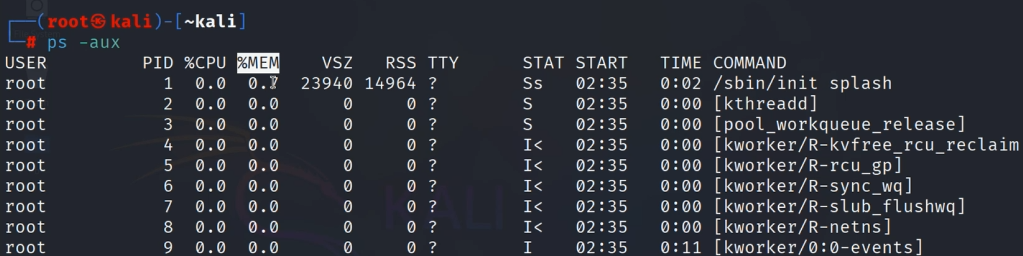 ┌──(root㉿kali)-[~kali]
└─# ps -aux
USER PID %CPU %MEM VSZ RSS TTY STAT START TIME COMMAND
root 1 0.0 23940 14964 ? Ss 02:35 0:02 /sbin/init splash
root 2 0.0 0.0 0 0 ? S 02:35 0:00 [kthreadd]
root 3 0.0 0.0 0 0 ? S 02:35 0:00 [pool_workqueue_release]
root 4 0.0 0.0 0 0 ? I< 02:35 0:00 [kworker/R-kvfree_rcu_reclaim
root 5 0.0 0.0 0 0 ? I< 02:35 0:00 [kworker/R-rcu_gp]
root 6 0.0 0.0 0 0 ? I< 02:35 0:00 [kworker/R-sync_wq]
root 7 0.0 0.0 0 0 ? I< 02:35 0:00 [kworker/R-slub_flushwq]
root 8 0.0 0.0 0 0 ? I< 02:35 0:00 [kworker/R-netns]
root 9 0.0 0.0 0 0 ? I 02:35 0:11 [kworker/0:0-events]
KALI